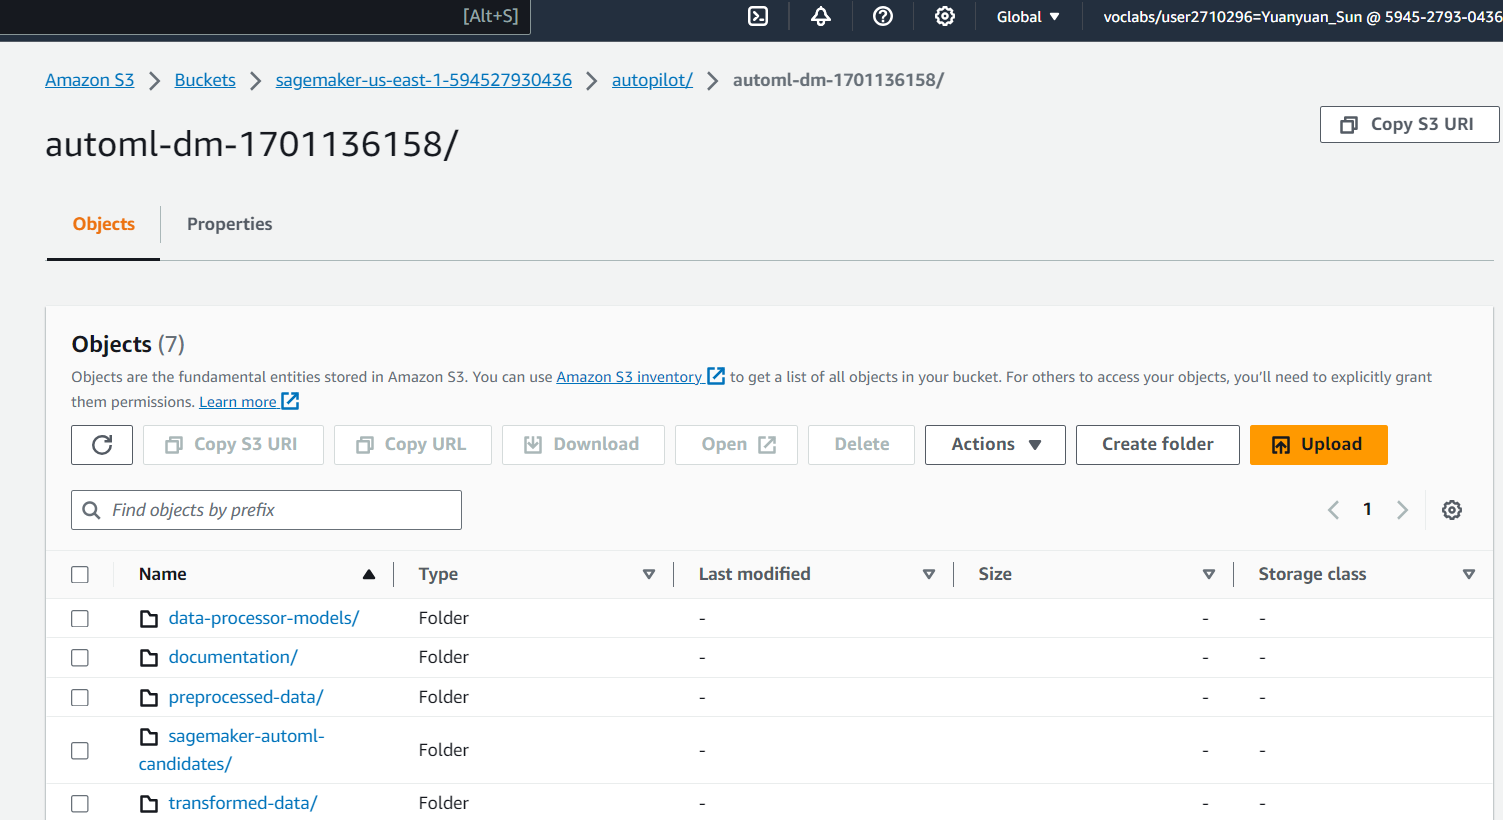 [Alt+S]
Global
voclabs/user2710296=Yuanyuan_Sun @ 5945-2793-0436
Amazon S3
Buckets
sagemaker-us-east-1-594527930436
autopilot/
automl-dm-1701136158/
automl-dm-1701136158/
Copy S3 URI
Objects
Properties
Objects (7)
Objects are the fundamental entities stored in Amazon S3. You can use Amazon S3 inventory to get a list of all objects in your bucket. For others to access your objects, you’ll need to explicitly grant
them permissions. Learn more
Copy S3 URI
Copy URL
Download
Open
Delete
Actions
Create folder
Upload
Find objects by prefix
1
Name
Type
Last modified
Size
Storage class
data-processor-models/
Folder
-
-
-
documentation/
Folder
-
-
-
preprocessed-data/
Folder
-
-
-
sagemaker-automl-
candidates/
Folder
-
-
-
transformed-data/
Folder
-
-
-